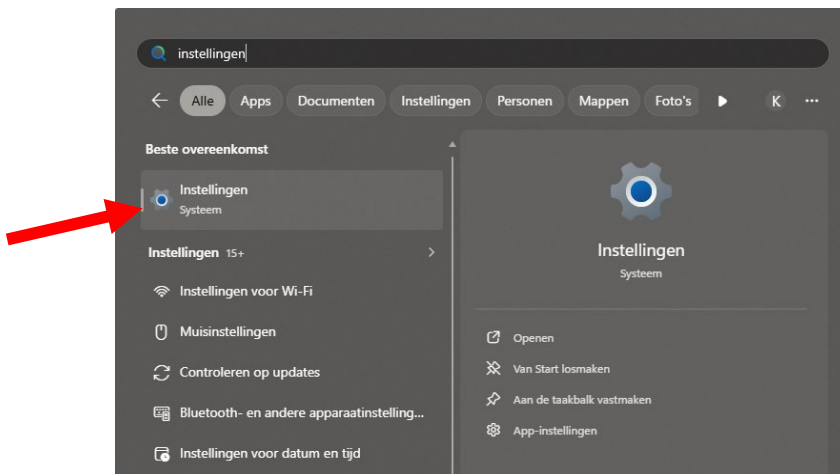 instellingen
Alle Apps Documenten Instellingen Personen Mappen Foto's K ...
Beste overeenkomst
Instellingen
Systeem
Instellingen 15+
Instellingen voor Wi-Fi
Muisinstellingen
Controleren op updates
Bluetooth- en andere apparaatinstelling...
Instellingen voor datum en tijd
Instellingen
Systeem
Openen
Van Start losmaken
Aan de taakbalk vastmaken
App-instellingen